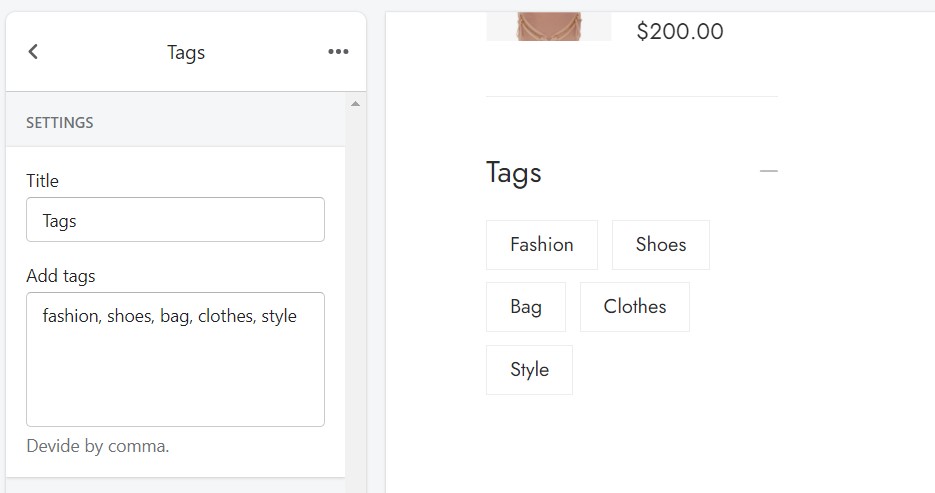 Tags
SETTINGS
Title
Tags
Add tags
fashion, shoes, bag, clothes, style
Devide by comma.
$200.00
Tags
Fashion Shoes
Bag Clothes
Style